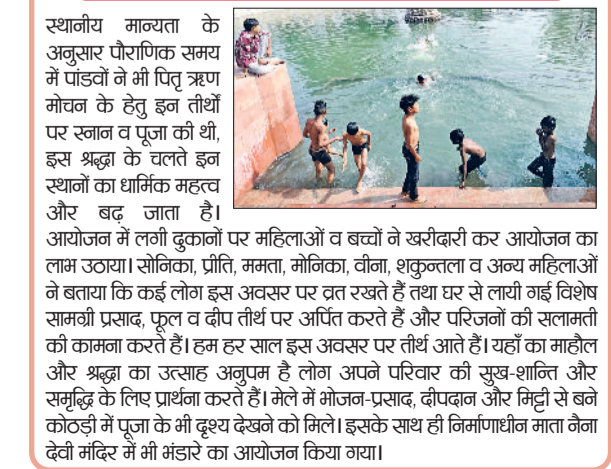 स्थानीय मान्यता के
अनुसार पौराणिक समय
में पांडवों ने भी पितृ ऋण
मोचन के हेतु इन तीर्थों
पर स्नान व पूजा की थी,
इस श्रद्धा के चलते इन
स्थानों का धार्मिक महत्व
और बढ़ जाता है।
आयोजन में लगी दुकानों पर महिलाओं व बच्चों ने खरीदारी कर आयोजन का
लाभ उठाया। सोनिका, प्रीति, ममता, मोनिका, वीना, शकुन्तला व अन्य महिलाओं
ने बताया कि कई लोग इस अवसर पर व्रत रखते हैं तथा घर से लायी गई विशेष
सामग्री प्रसाद, फूल व दीप तीर्थ पर अर्पित करते हैं और परिजनों की सलामती
की कामना करते हैं। हम हर साल इस अवसर पर तीर्थ आते हैं। यहाँ का माहौल
और श्रद्धा का उत्साह अनुपम है लोग अपने परिवार की सुख-शान्ति और
समृद्धि के लिए प्रार्थना करते हैं। मेले में भोजन-प्रसाद, दीपदान और मिट्टी से बने
कोठड़ी में पूजा के भी दृश्य देखने को मिले। इसके साथ ही निर्माणाधीन माता नैना
देवी मंदिर में भी भंडारे का आयोजन किया गया।